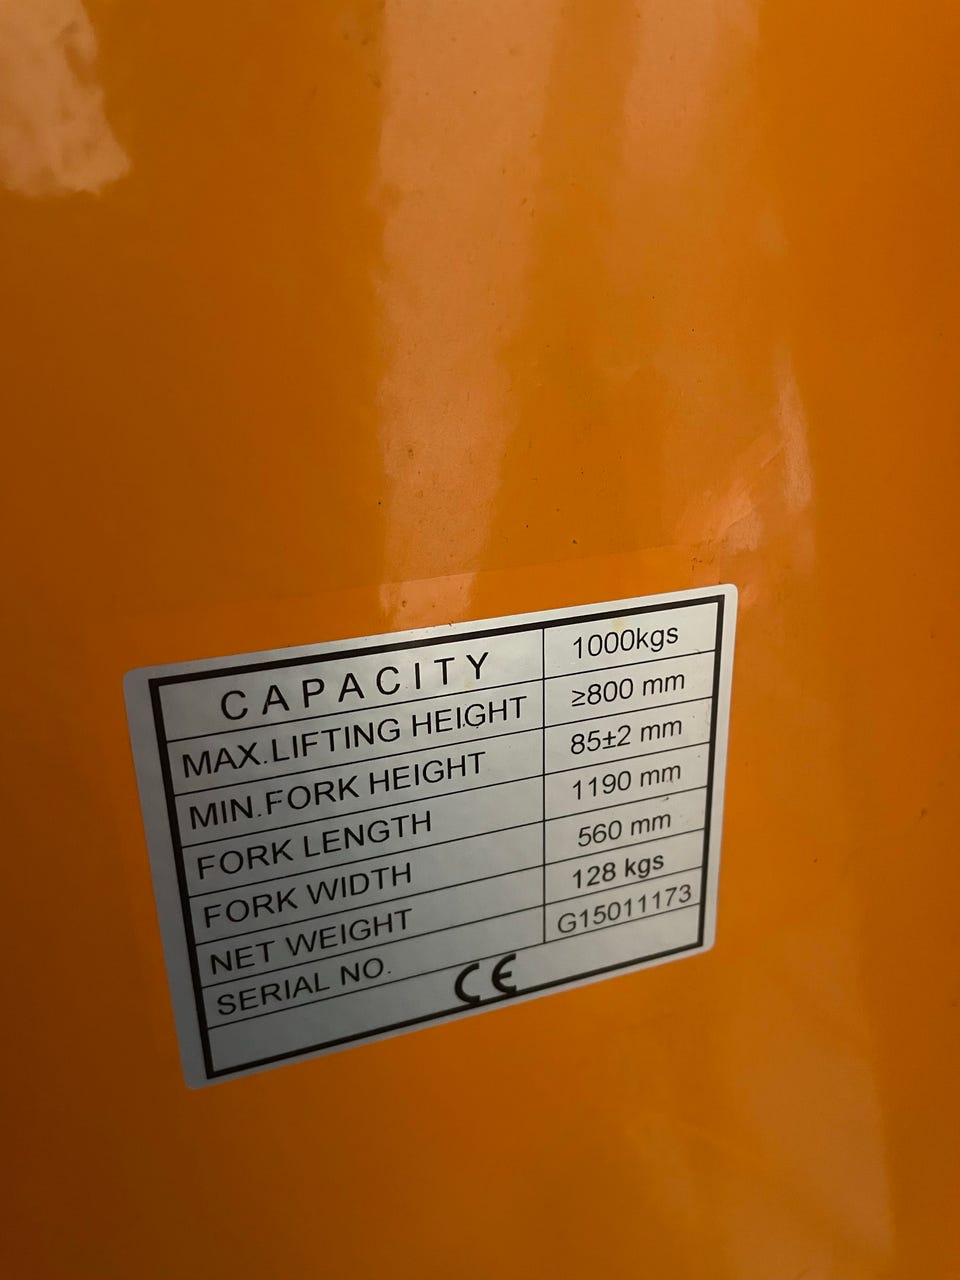 CAPACITY 1000kgs
MAX.LIFTING HEIGHT ≥800 mm
MIN.FORK HEIGHT 85±2 mm
FORK LENGTH 1190 mm
FORK WIDTH 560 mm
NET WEIGHT 128 kgs
SERIAL NO. G15011173
CE